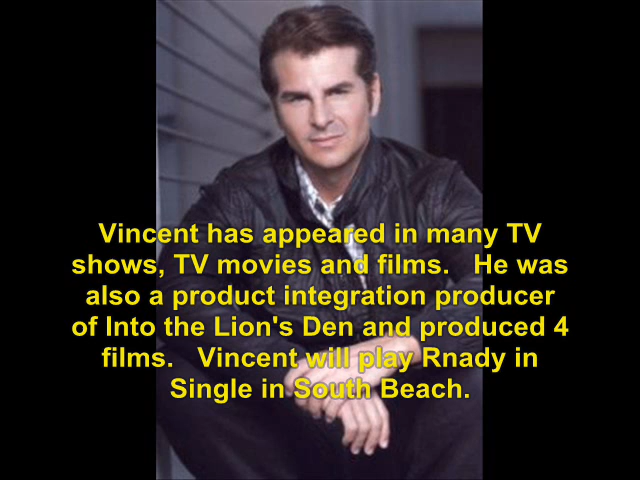 Vincent has appeared in many TV
shows, TV movies and films.   He was
also a product integration producer
of Into the Lion's Den and produced 4
films.   Vincent will play Rnady in
Single in South Beach.